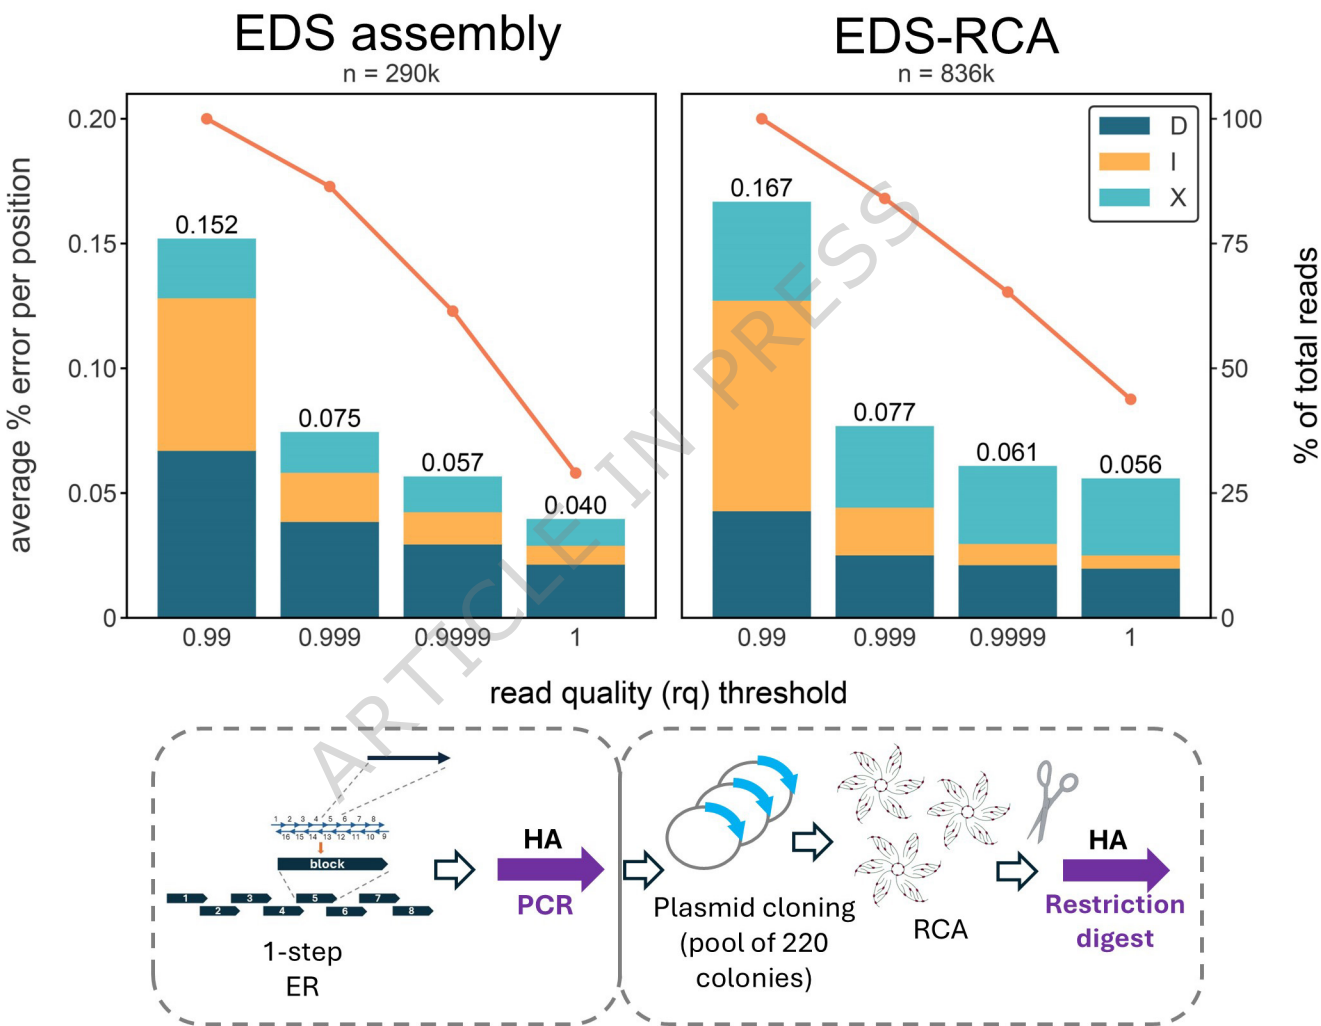 EDS assembly
n = 290k
EDS-RCA
n = 836k
average % error per position
0.20
0.15
0.10
0.05
0
0.152
0.075
0.057
0.040
0.99
0.999
0.9999
1
0.167
0.077
0.061
0.056
0.99
0.999
0.9999
1
D
I
X
100
75
50
25
0
% of total reads
read quality (rq) threshold
ARTICLE IN PRESS
1 2 3 4 5 6 7 8
16 15 14 13 12 11 10 9
block
1 3 5 7
2 4 6 8
1-step
ER
HA
PCR
Plasmid cloning
(pool of 220
colonies)
RCA
HA
Restriction
digest